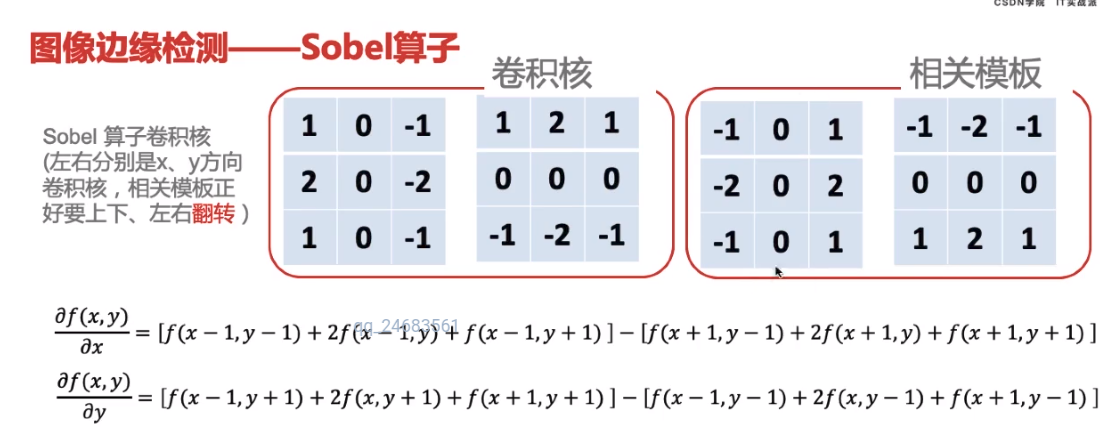 CSDN学院 IT实战派
图像边缘检测——Sobel算子
卷积核
相关模板
Sobel 算子卷积核
(左右分别是x、y方向
卷积核，相关模板正
好要上下、左右翻转）
1 0 -1
2 0 -2
1 0 -1
1 2 1
0 0 0
-1 -2 -1
-1 0 1
-2 0 2
-1 0 1
-1 -2 -1
0 0 0
1 2 1
∂f(x,y)/∂x = [f(x − 1,y − 1) + 2f(x − 1,y) + f(x − 1,y + 1) ] − [f(x + 1,y − 1) + 2f(x + 1,y) + f(x + 1,y + 1) ]
qq_24683561
∂f(x,y)/∂y = [f(x − 1,y + 1) + 2f(x,y + 1) + f(x + 1,y + 1) ] − [f(x − 1,y − 1) + 2f(x,y − 1) + f(x + 1,y − 1) ]